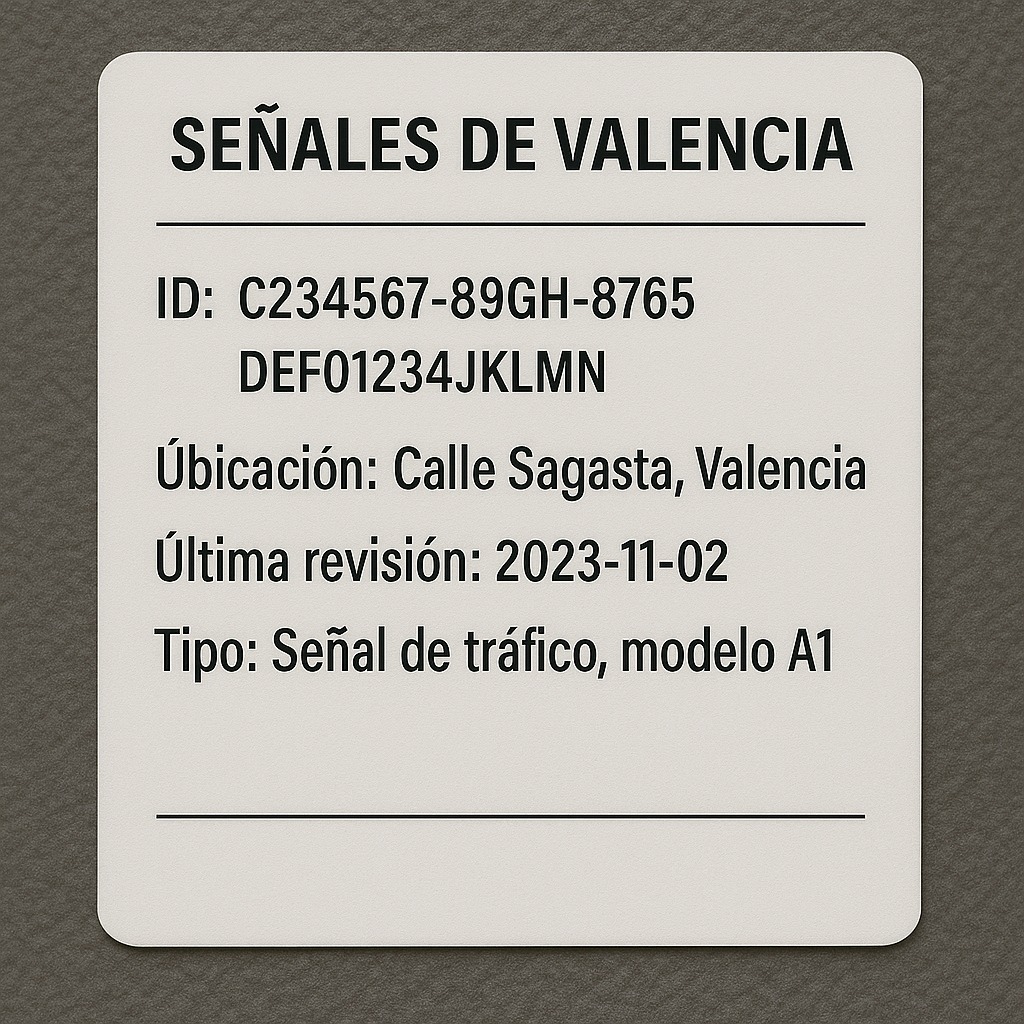 SEÑALES DE VALENCIA
ID: C234567-89GH-8765
DEF01234JKLMN
Úbicación: Calle Sagasta, Valencia
Última revisión: 2023-11-02
Tipo: Señal de tráfico, modelo A1